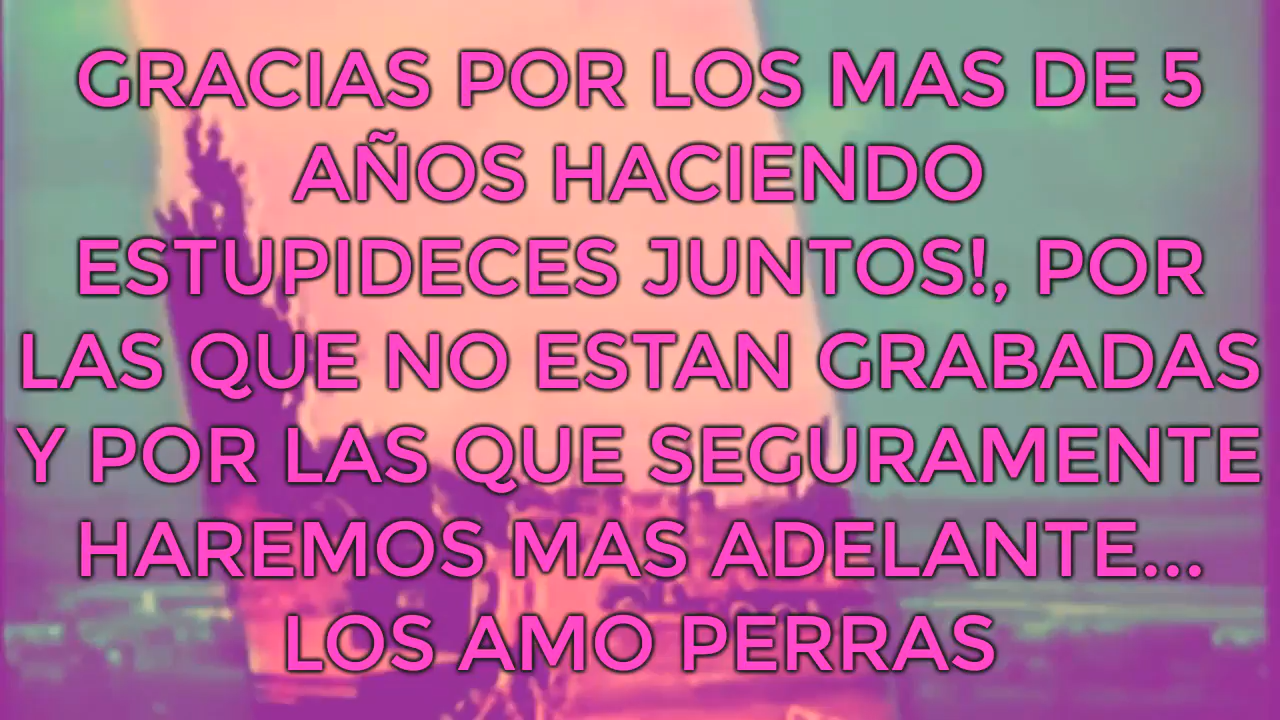 GRACIAS POR LOS MAS DE 5
AÑOS HACIENDO
ESTUPIDECES JUNTOS!, POR
LAS QUE NO ESTAN GRABADAS
Y POR LAS QUE SEGURAMENTE
HAREMOS MAS ADELANTE...
LOS AMO PERRAS